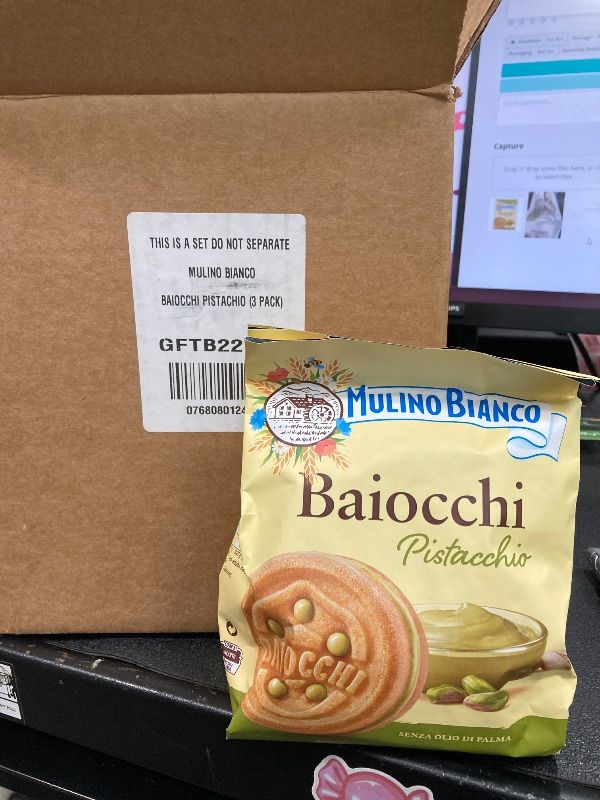 THIS IS A SET DO NOT SEPARATE
MULINO BIANCO
BAIOCCHI PISTACHIO (3 PACK)
GFTB22
0768080124
Capture
MULINO BIANCO
Baiocchi
Pistacchio
SENZA OLIO DI PALMA